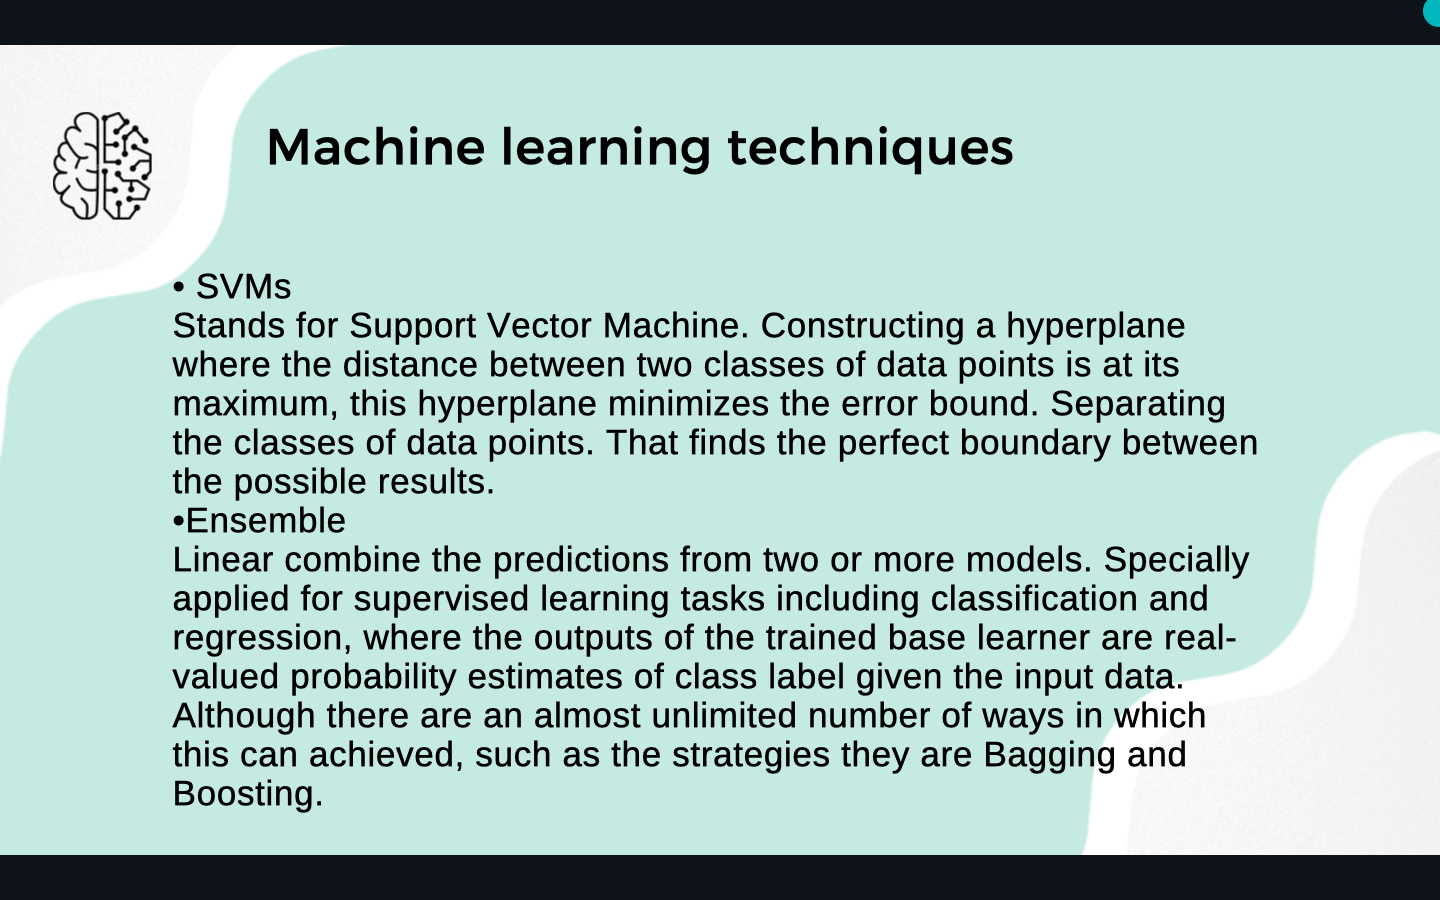 Machine learning techniques
• SVMs
Stands for Support Vector Machine. Constructing a hyperplane
where the distance between two classes of data points is at its
maximum, this hyperplane minimizes the error bound. Separating
the classes of data points. That finds the perfect boundary between
the possible results.
•Ensemble
Linear combine the predictions from two or more models. Specially
applied for supervised learning tasks including classification and
regression, where the outputs of the trained base learner are real-
valued probability estimates of class label given the input data.
Although there are an almost unlimited number of ways in which
this can achieved, such as the strategies they are Bagging and
Boosting.